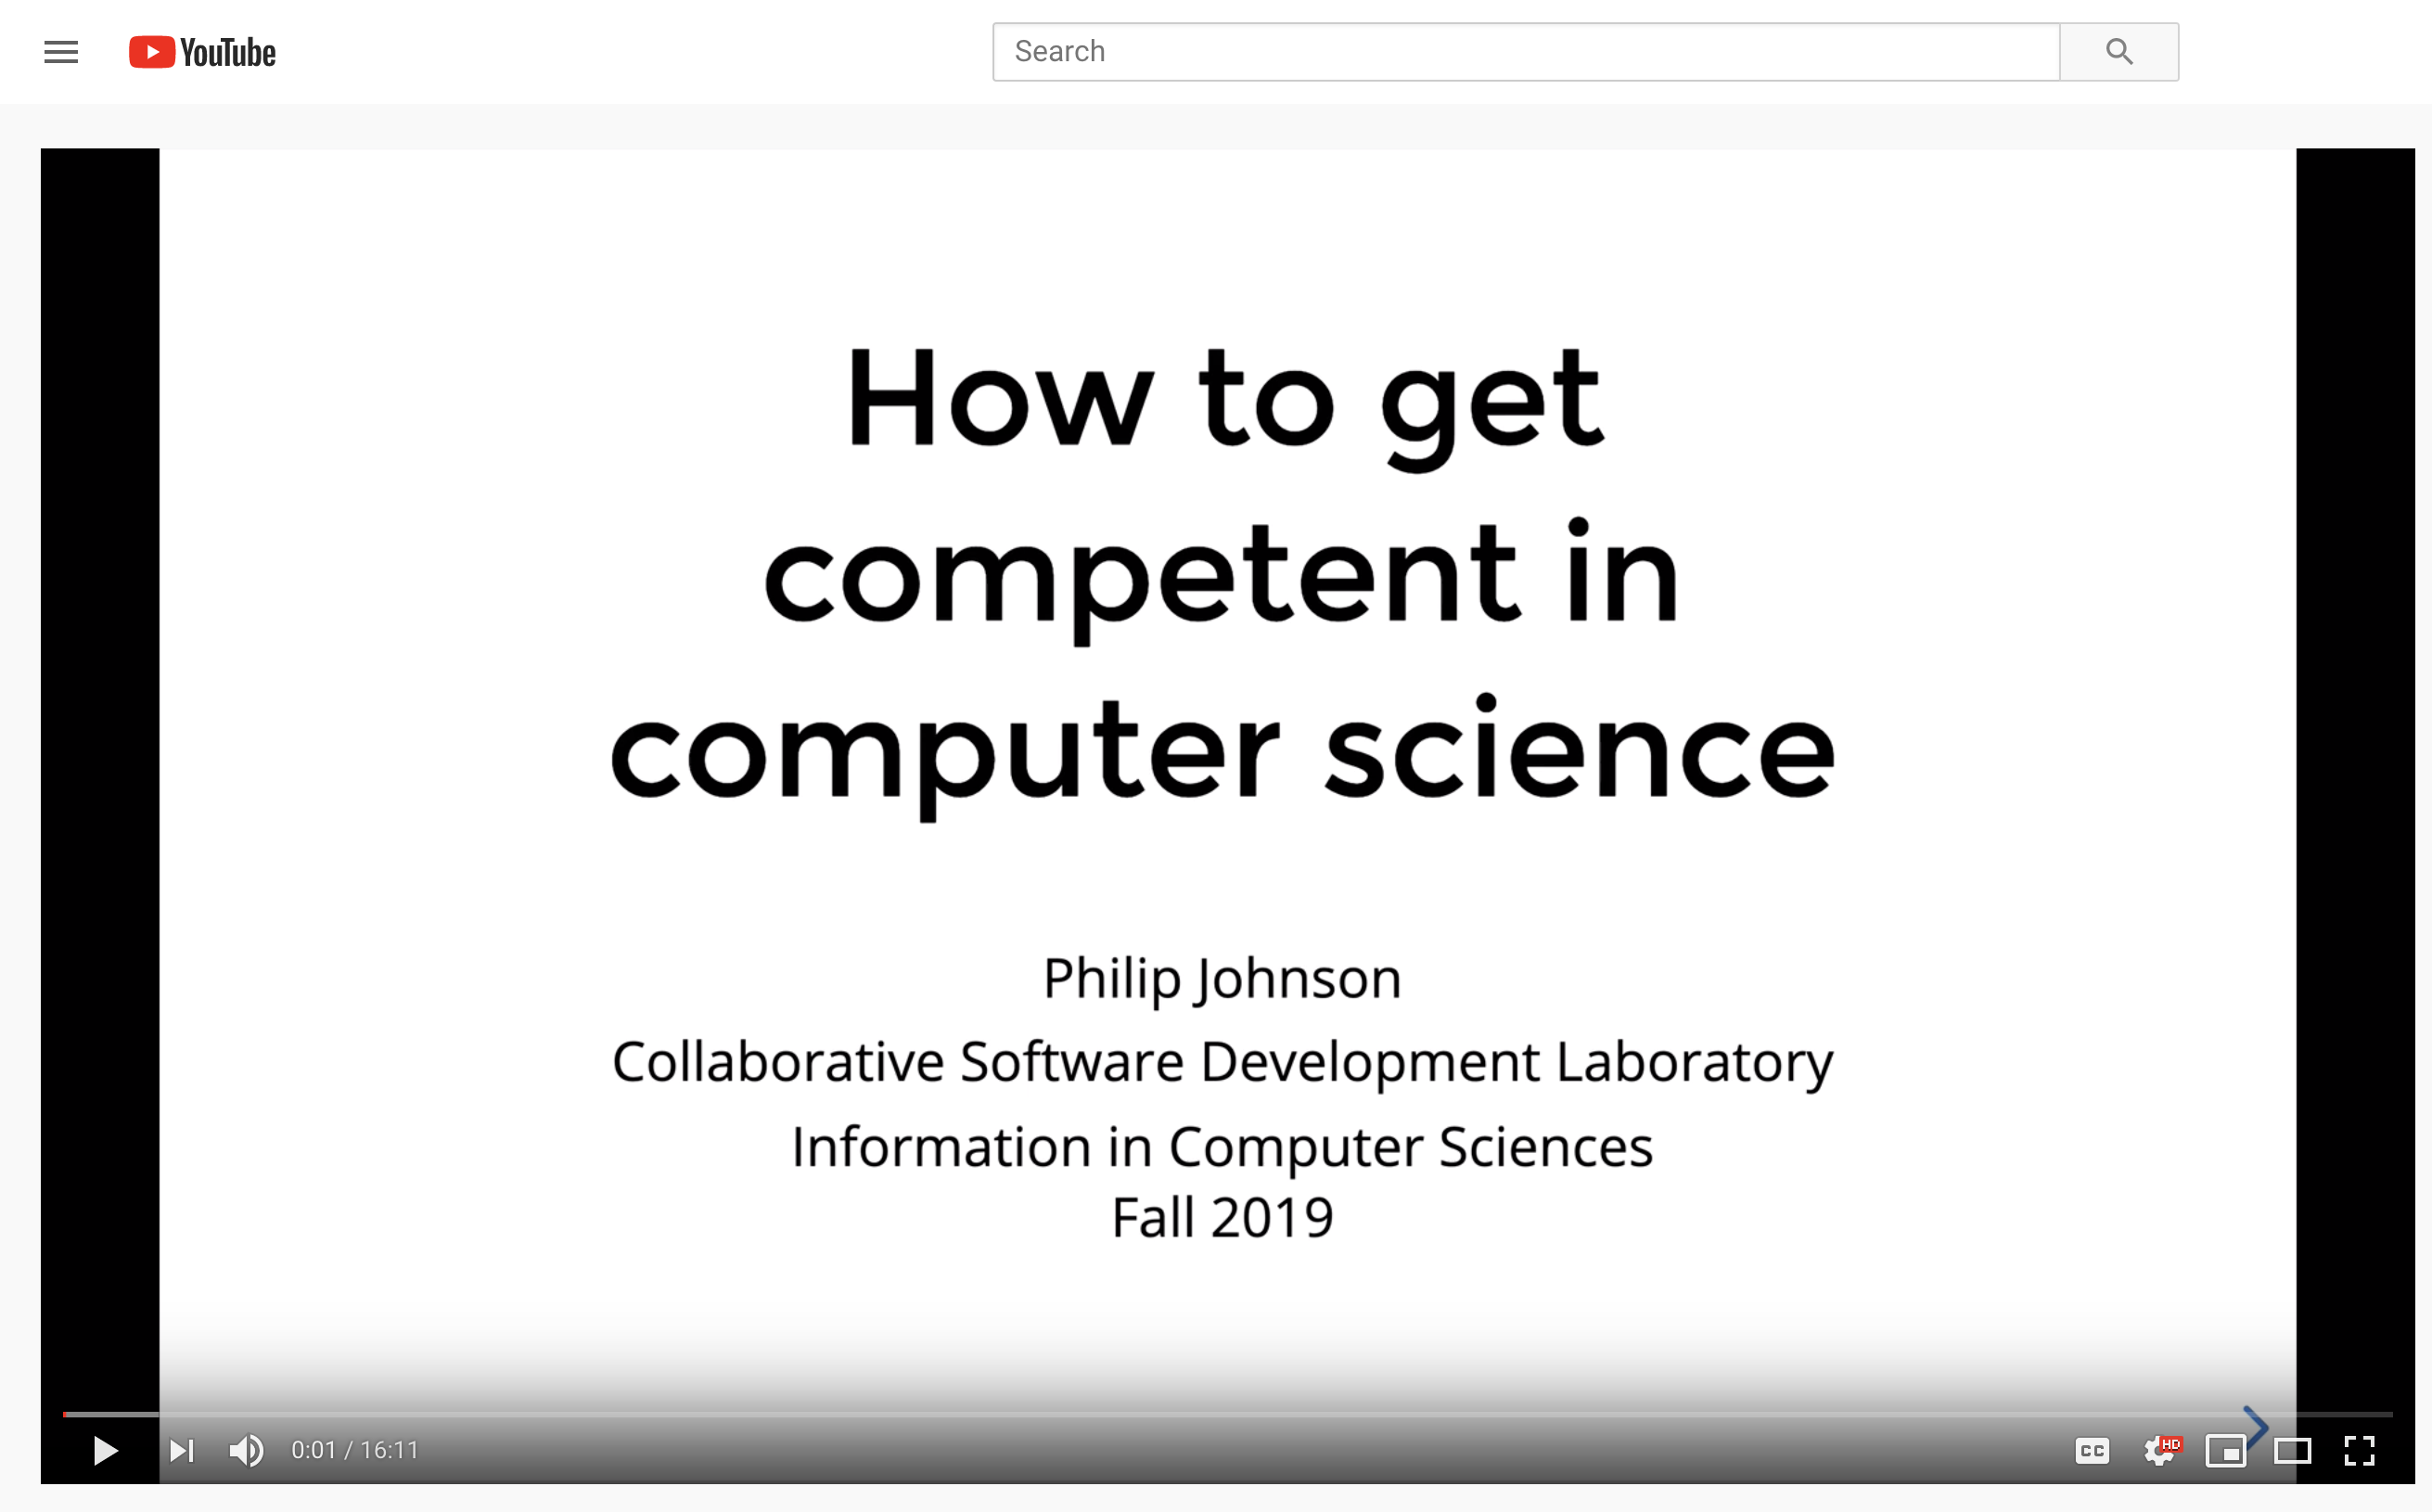 YouTube
Search
How to get
competent in
computer science
Philip Johnson
Collaborative Software Development Laboratory
Information in Computer Sciences
Fall 2019
0:01 / 16:11
CC
HD